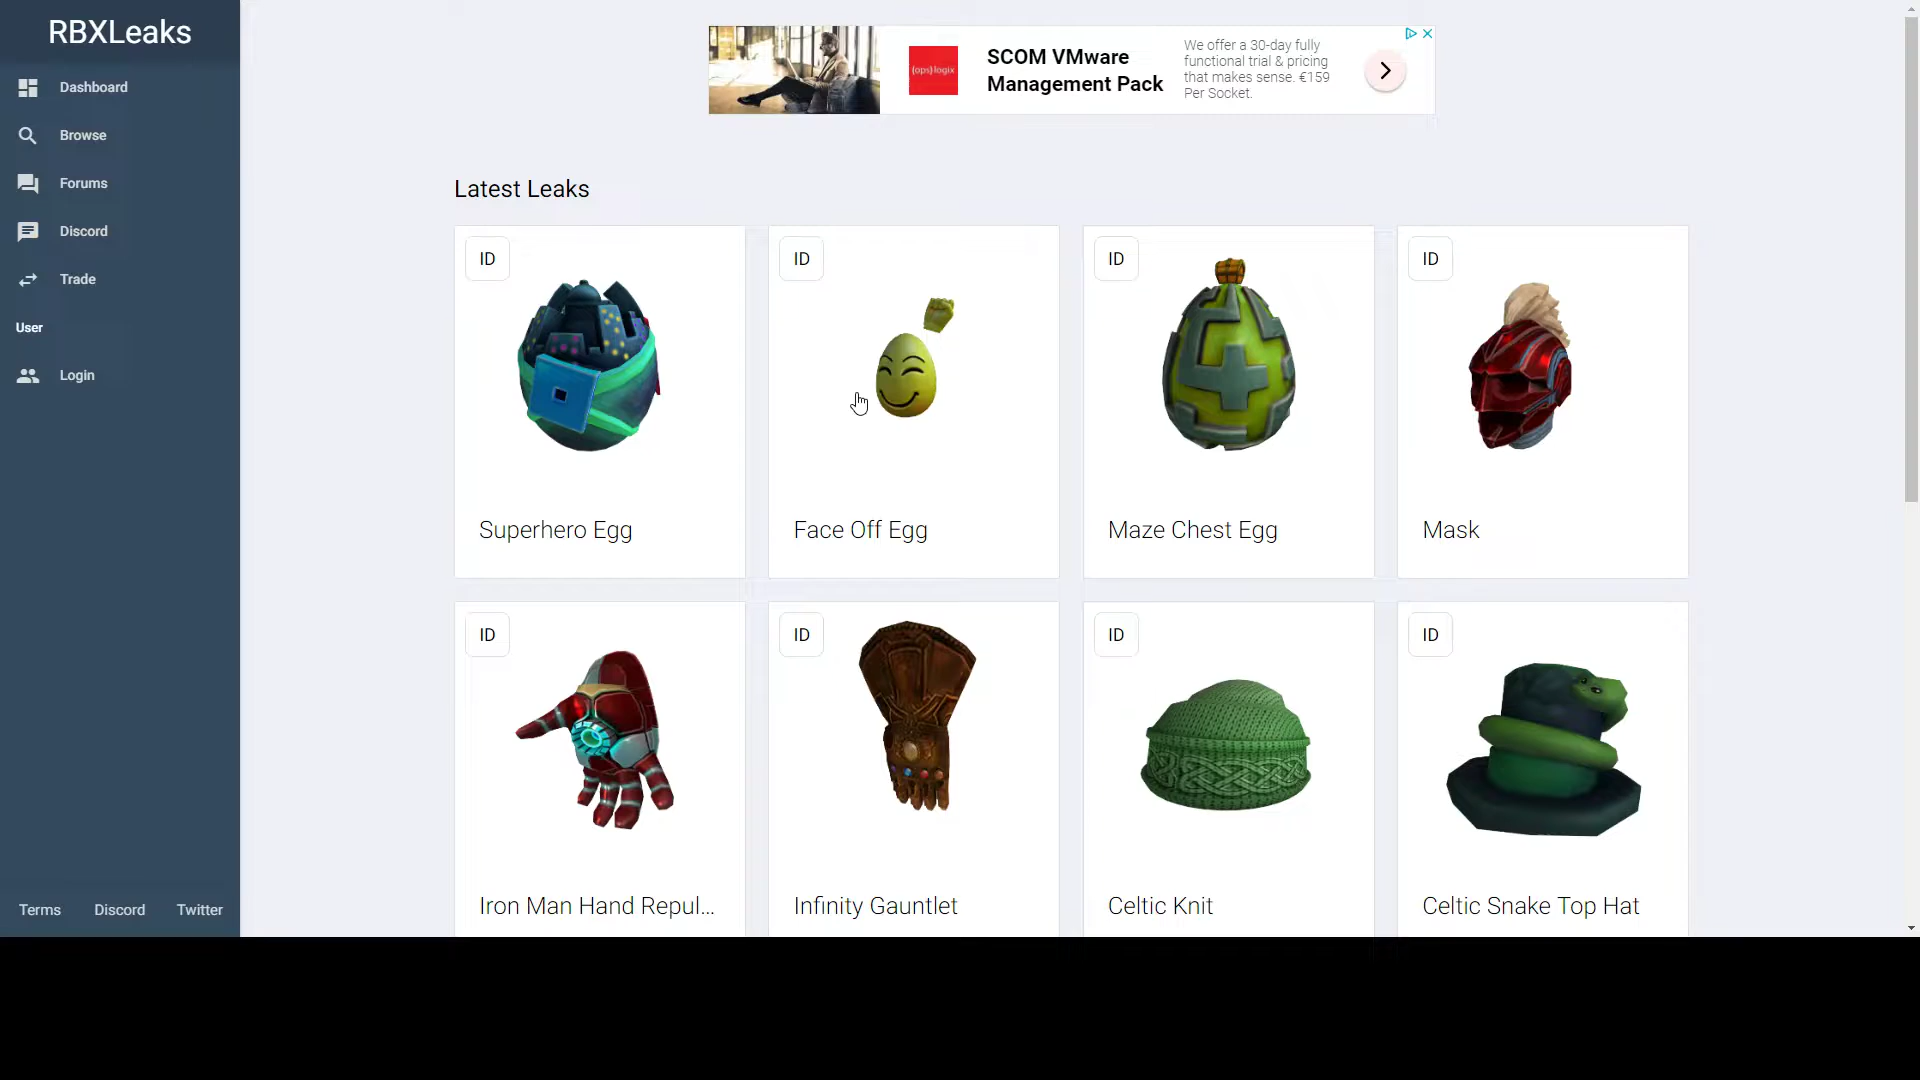 RBXLeaks
Dashboard
Browse
Forums
Discord
Trade
User
Login
Terms Discord Twitter
(ops)logix
SCOM VMware
Management Pack
We offer a 30-day fully
functional trial & pricing
that makes sense. €159
Per Socket.
Latest Leaks
ID ID ID ID
Superhero Egg Face Off Egg Maze Chest Egg Mask
ID ID ID ID
Iron Man Hand Repul... Infinity Gauntlet Celtic Knit Celtic Snake Top Hat